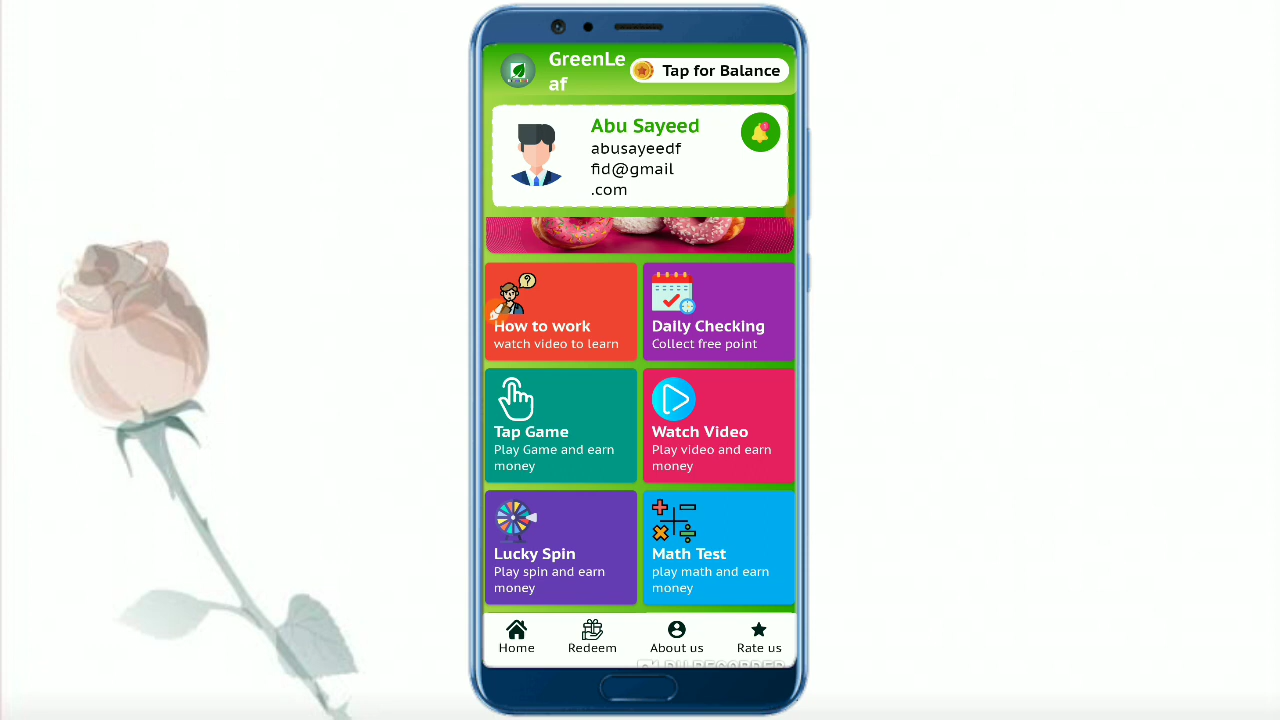 GreenLe
af
Tap for Balance
Abu Sayeed
abusayeedf
fid@gmail
.com
How to work
watch video to learn
Daily Checking
Collect free point
Tap Game
Play Game and earn
money
Watch Video
Play video and earn
money
Lucky Spin
Play spin and earn
money
Math Test
play math and earn
money
Home
Redeem
About us
Rate us